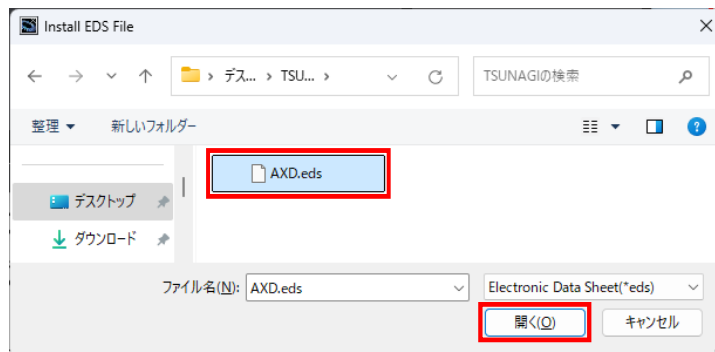 Install EDS File
デス... › TSU... ›
TSUNAGIの検索
整理
新しいフォルダー
AXD.eds
デスクトップ
ダウンロード
ファイル名(N): AXD.eds
Electronic Data Sheet(*eds)
開く(O)
キャンセル